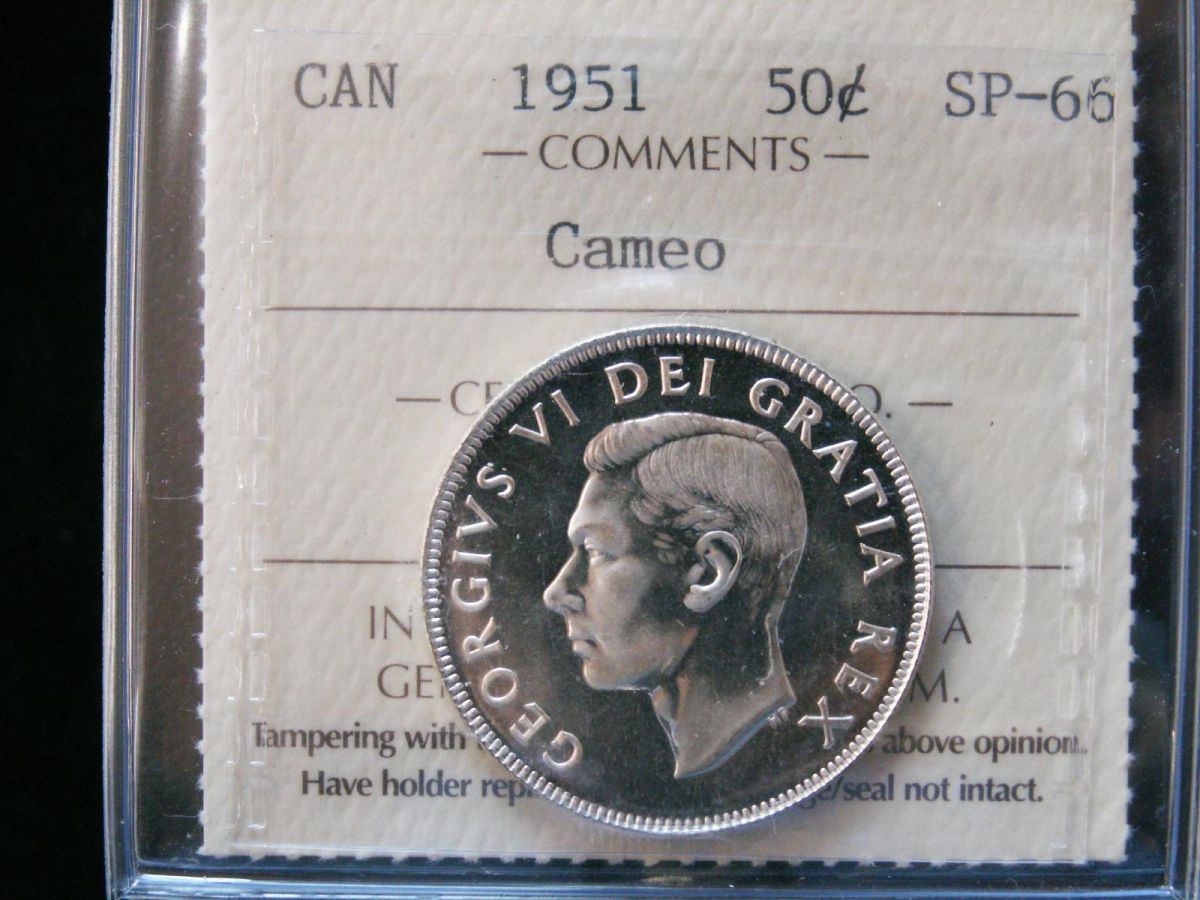 CAN 1951 50¢ SP-66
— COMMENTS —
Cameo
— CE O. —
IN A
GE M.
Tampering with above opinion.
Have holder rep e/seal not intact.
GEORGIVS VI DEI GRATIA REX